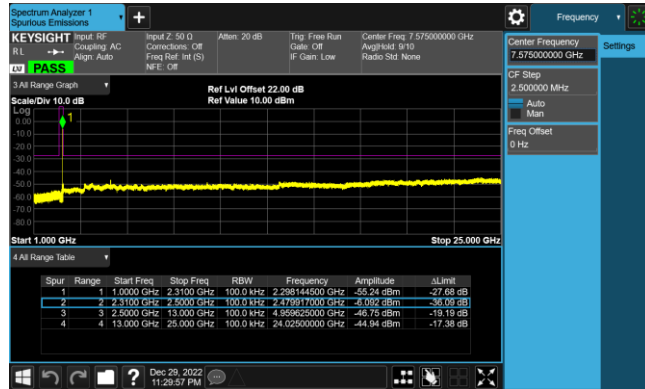 Spectrum Analyzer 1
Spurious Emissions
Frequency
KEYSIGHT Input: RF Input Z: 50 Ω Atten: 20 dB Trig: Free Run Center Freq: 7.575000000 GHz
RL Coupling: AC Corrections: Off Gate: Off Avg|Hold: 9/10
Align: Auto Freq Ref: Int (S) IF Gain: Low Radio Std: None
NFE: Off
LXI PASS
Center Frequency
7.575000000 GHz
Settings
CF Step
2.500000 MHz
Auto
Man
Freq Offset
0 Hz
3 All Range Graph
Ref Lvl Offset 22.00 dB
Scale/Div 10.0 dB Ref Value 10.00 dBm
Log
1
0.00
-10.0
-20.0
-30.0
-40.0
-50.0
-60.0
-70.0
-80.0
Start 1.000 GHz Stop 25.000 GHz
4 All Range Table
Spur Range Start Freq Stop Freq RBW Frequency Amplitude ΔLimit
1 1 1.0000 GHz 2.3100 GHz 100.0 kHz 2.298144500 GHz -55.24 dBm -27.68 dB
2 2 2.3100 GHz 2.5000 GHz 100.0 kHz 2.479917000 GHz -6.092 dBm -36.09 dB
3 3 2.5000 GHz 13.000 GHz 100.0 kHz 4.959625000 GHz -46.75 dBm -19.19 dB
4 4 13.000 GHz 25.000 GHz 100.0 kHz 24.02500000 GHz -44.94 dBm -17.38 dB
? Dec 29, 2022
11:29:57 PM